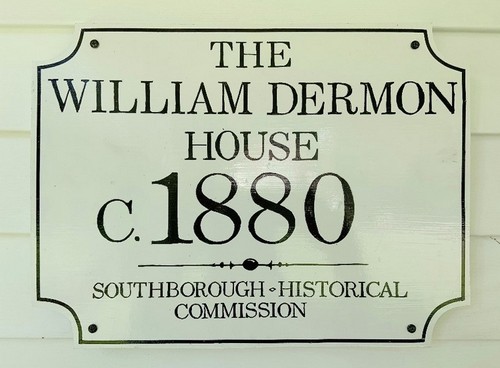 THE
WILLIAM DERMON
HOUSE
C. 1880
SOUTHBOROUGH - HISTORICAL
COMMISSION